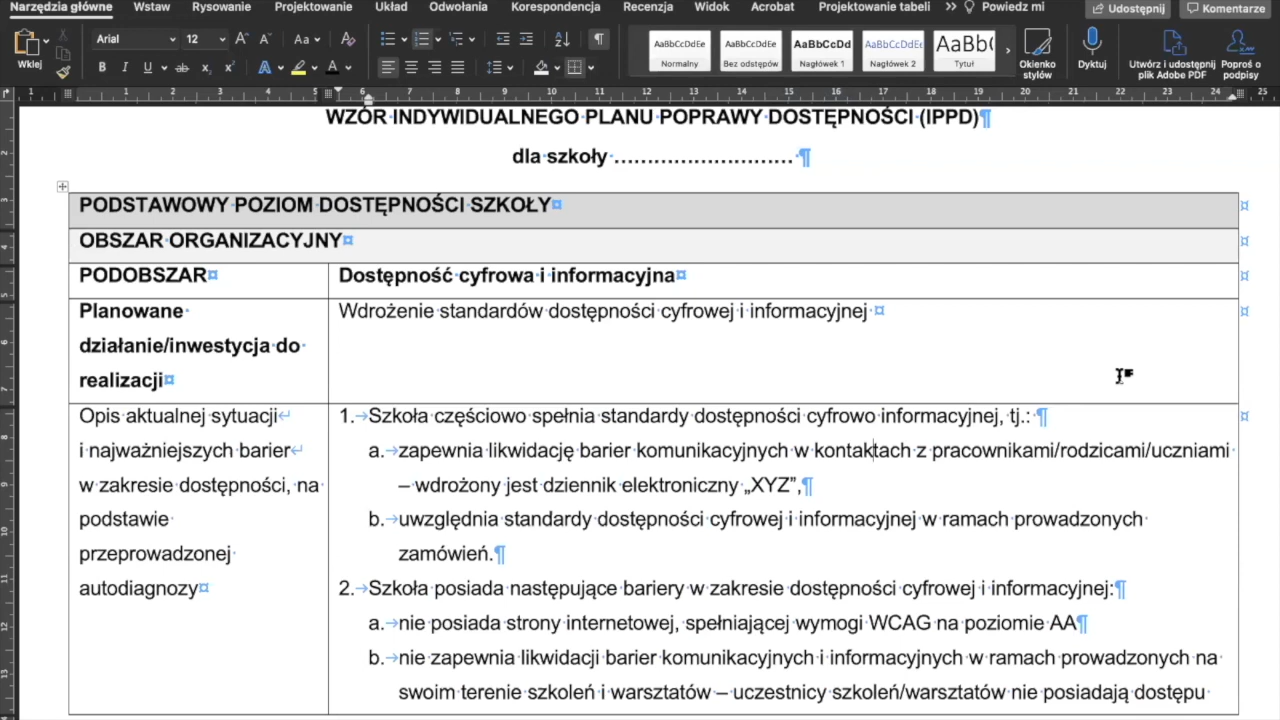 Narzędzia główne Wstaw Rysowanie Projektowanie Układ Odwołania Korespondencja Recenzja Widok Acrobat Projektowanie tabeli Powiedz mi Udostępnij Komentarze
Arial 12
AaBbCcDdEe AaBbCcDdEe AaBbCcDd AaBbCcDdEe AaBb(
Wklej Normalny Bez odstępów Nagłówek 1 Nagłówek 2 Tytuł Okienko stylów Dyktuj Utwórz i udostępnij plik Adobe PDF Poproś o podpisy
WZÓR INDYWIDUALNEGO PLANU POPRAWY DOSTĘPNOŚCI (IPPD)
dla szkoły ...........................
PODSTAWOWY POZIOM DOSTĘPNOŚCI SZKOŁY
OBSZAR ORGANIZACYJNY
PODOBSZAR
Dostępność cyfrowa i informacyjna
Planowane
działanie/inwestycja do
realizacji
Wdrożenie standardów dostępności cyfrowej i informacyjnej
Opis aktualnej sytuacji
i najważniejszych barier
w zakresie dostępności, na
podstawie
przeprowadzonej
autodiagnozy
1. Szkoła częściowo spełnia standardy dostępności cyfrowo informacyjnej, tj.:
a. zapewnia likwidację barier komunikacyjnych w kontaktach z pracownikami/rodzicami/uczniami
– wdrożony jest dziennik elektroniczny „XYZ”,
b. uwzględnia standardy dostępności cyfrowej i informacyjnej w ramach prowadzonych
zamówień.
2. Szkoła posiada następujące bariery w zakresie dostępności cyfrowej i informacyjnej:
a. nie posiada strony internetowej, spełniającej wymogi WCAG na poziomie AA
b. nie zapewnia likwidacji barier komunikacyjnych i informacyjnych w ramach prowadzonych na
swoim terenie szkoleń i warsztatów – uczestnicy szkoleń/warsztatów nie posiadają dostępu